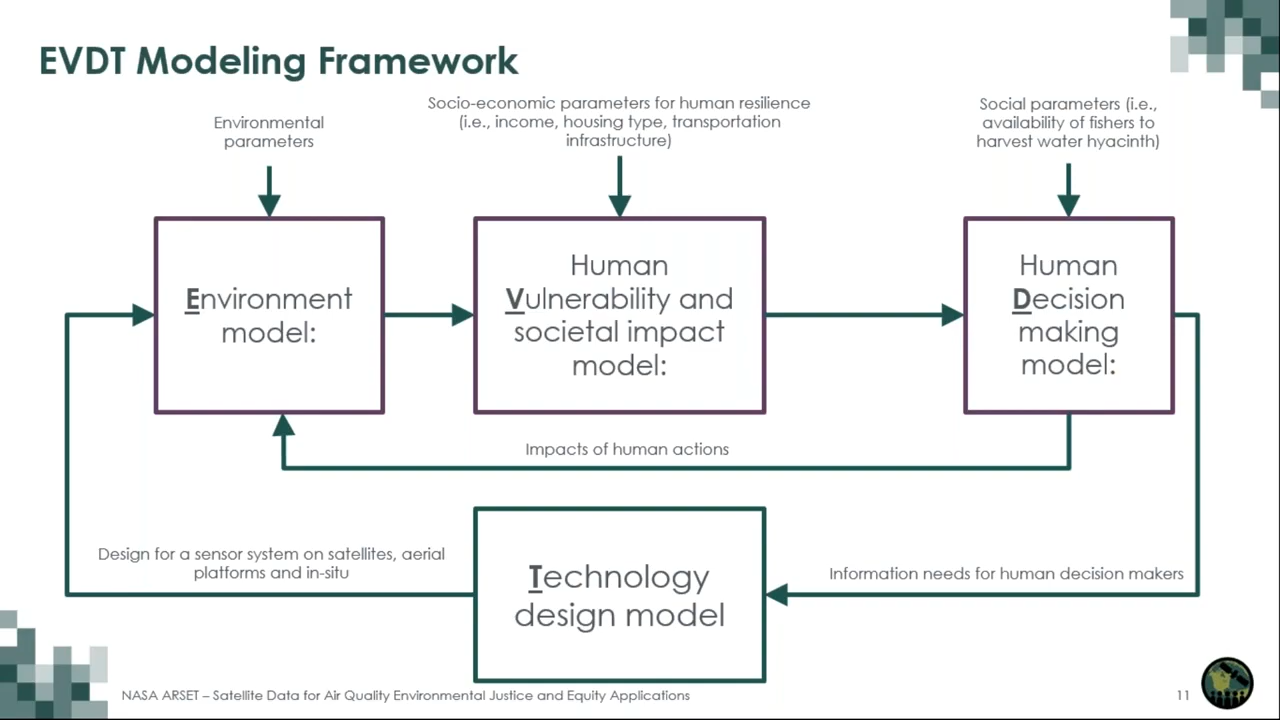 EVDT Modeling Framework
Environmental
parameters
Socio-economic parameters for human resilience
(i.e., income, housing type, transportation
infrastructure)
Social parameters (i.e.,
availability of fishers to
harvest water hyacinth)
Environment
model:
Human
Vulnerability and
societal impact
model:
Human
Decision
making
model:
Impacts of human actions
Design for a sensor system on satellites, aerial
platforms and in-situ
Technology
design model
Information needs for human decision makers
NASA ARSET – Satellite Data for Air Quality Environmental Justice and Equity Applications
11